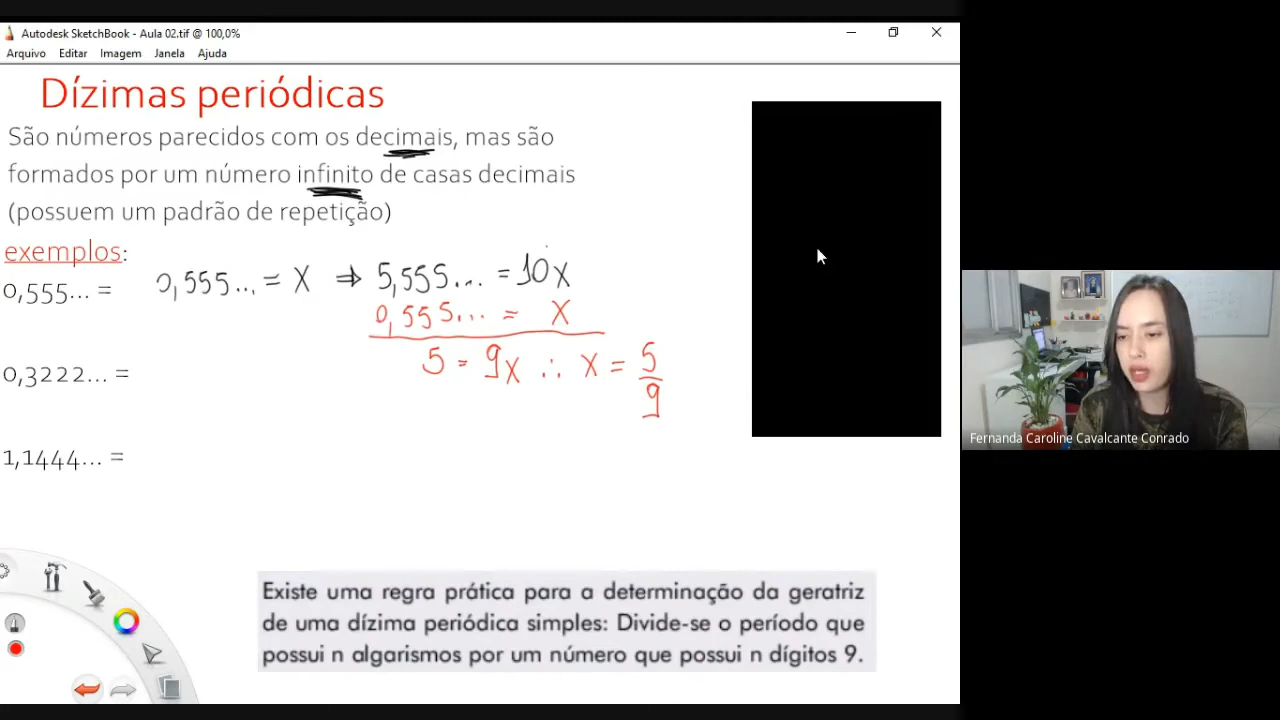 Autodesk SketchBook - Aula 02.tif @ 100,0%
Arquivo Editar Imagem Janela Ajuda
Dízimas periódicas
São números parecidos com os decimais, mas são
formados por um número infinito de casas decimais
(possuem um padrão de repetição)
exemplos:
0,555... = 0,555... = X ⇒ 5,555... = 10X
0,555... = X
5 = 9X ∴ X = 5/9
0,3222... =
1,1444... =
Existe uma regra prática para a determinação da geratriz
de uma dízima periódica simples: Divide-se o período que
possui n algarismos por um número que possui n dígitos 9.
Fernanda Caroline Cavalcante Conrado